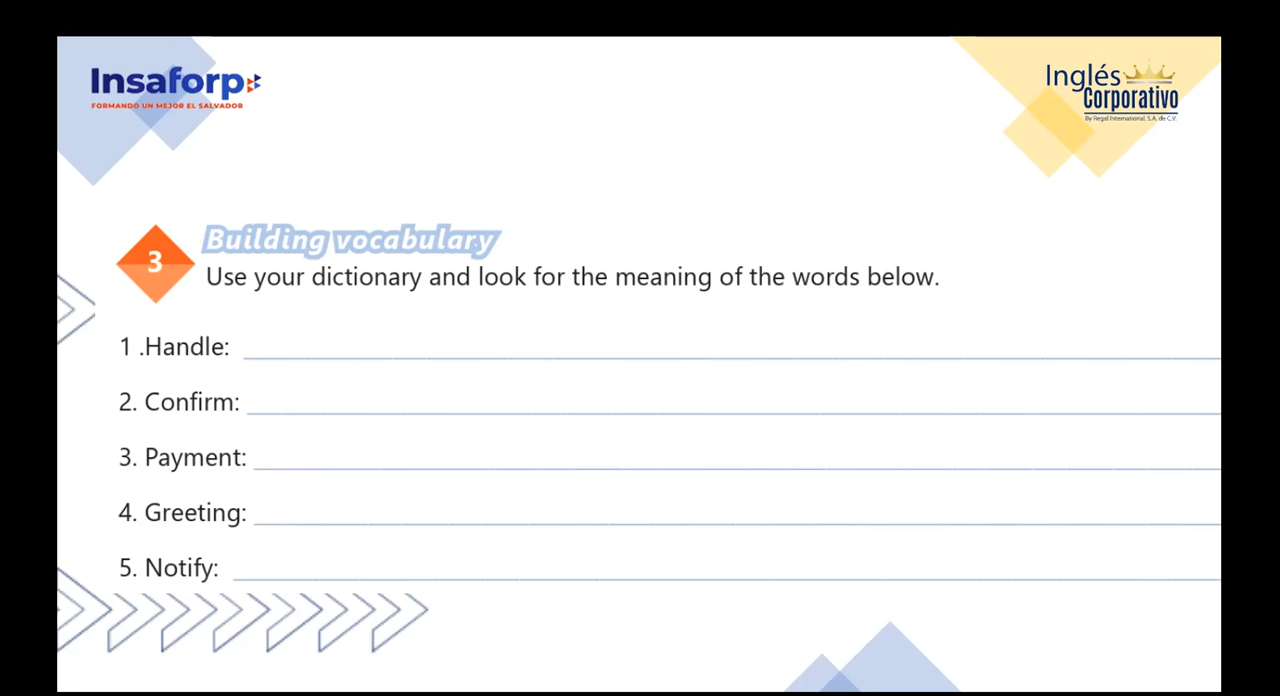 Insaforp
FORMANDO UN MEJOR EL SALVADOR
Inglés
Corporativo
By Regal International, S.A. de C.V.
3
Building vocabulary
Use your dictionary and look for the meaning of the words below.
1 .Handle:
2. Confirm:
3. Payment:
4. Greeting:
5. Notify: